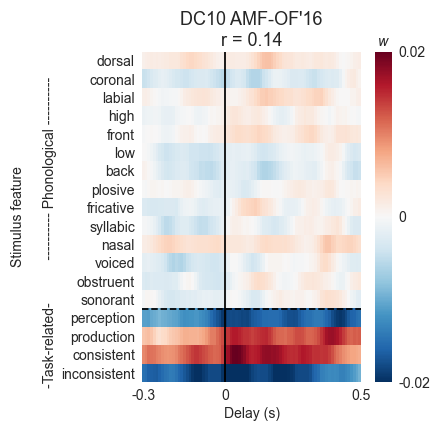 DC10 AMF-OF'16
r = 0.14
w
dorsal
coronal
labial
high
front
low
back
plosive
fricative
syllabic
nasal
voiced
obstruent
sonorant
perception
production
consistent
inconsistent
Stimulus feature
---------- Phonological ----------
-Task-related-
-0.3
0
0.5
Delay (s)
0.02
0
-0.02